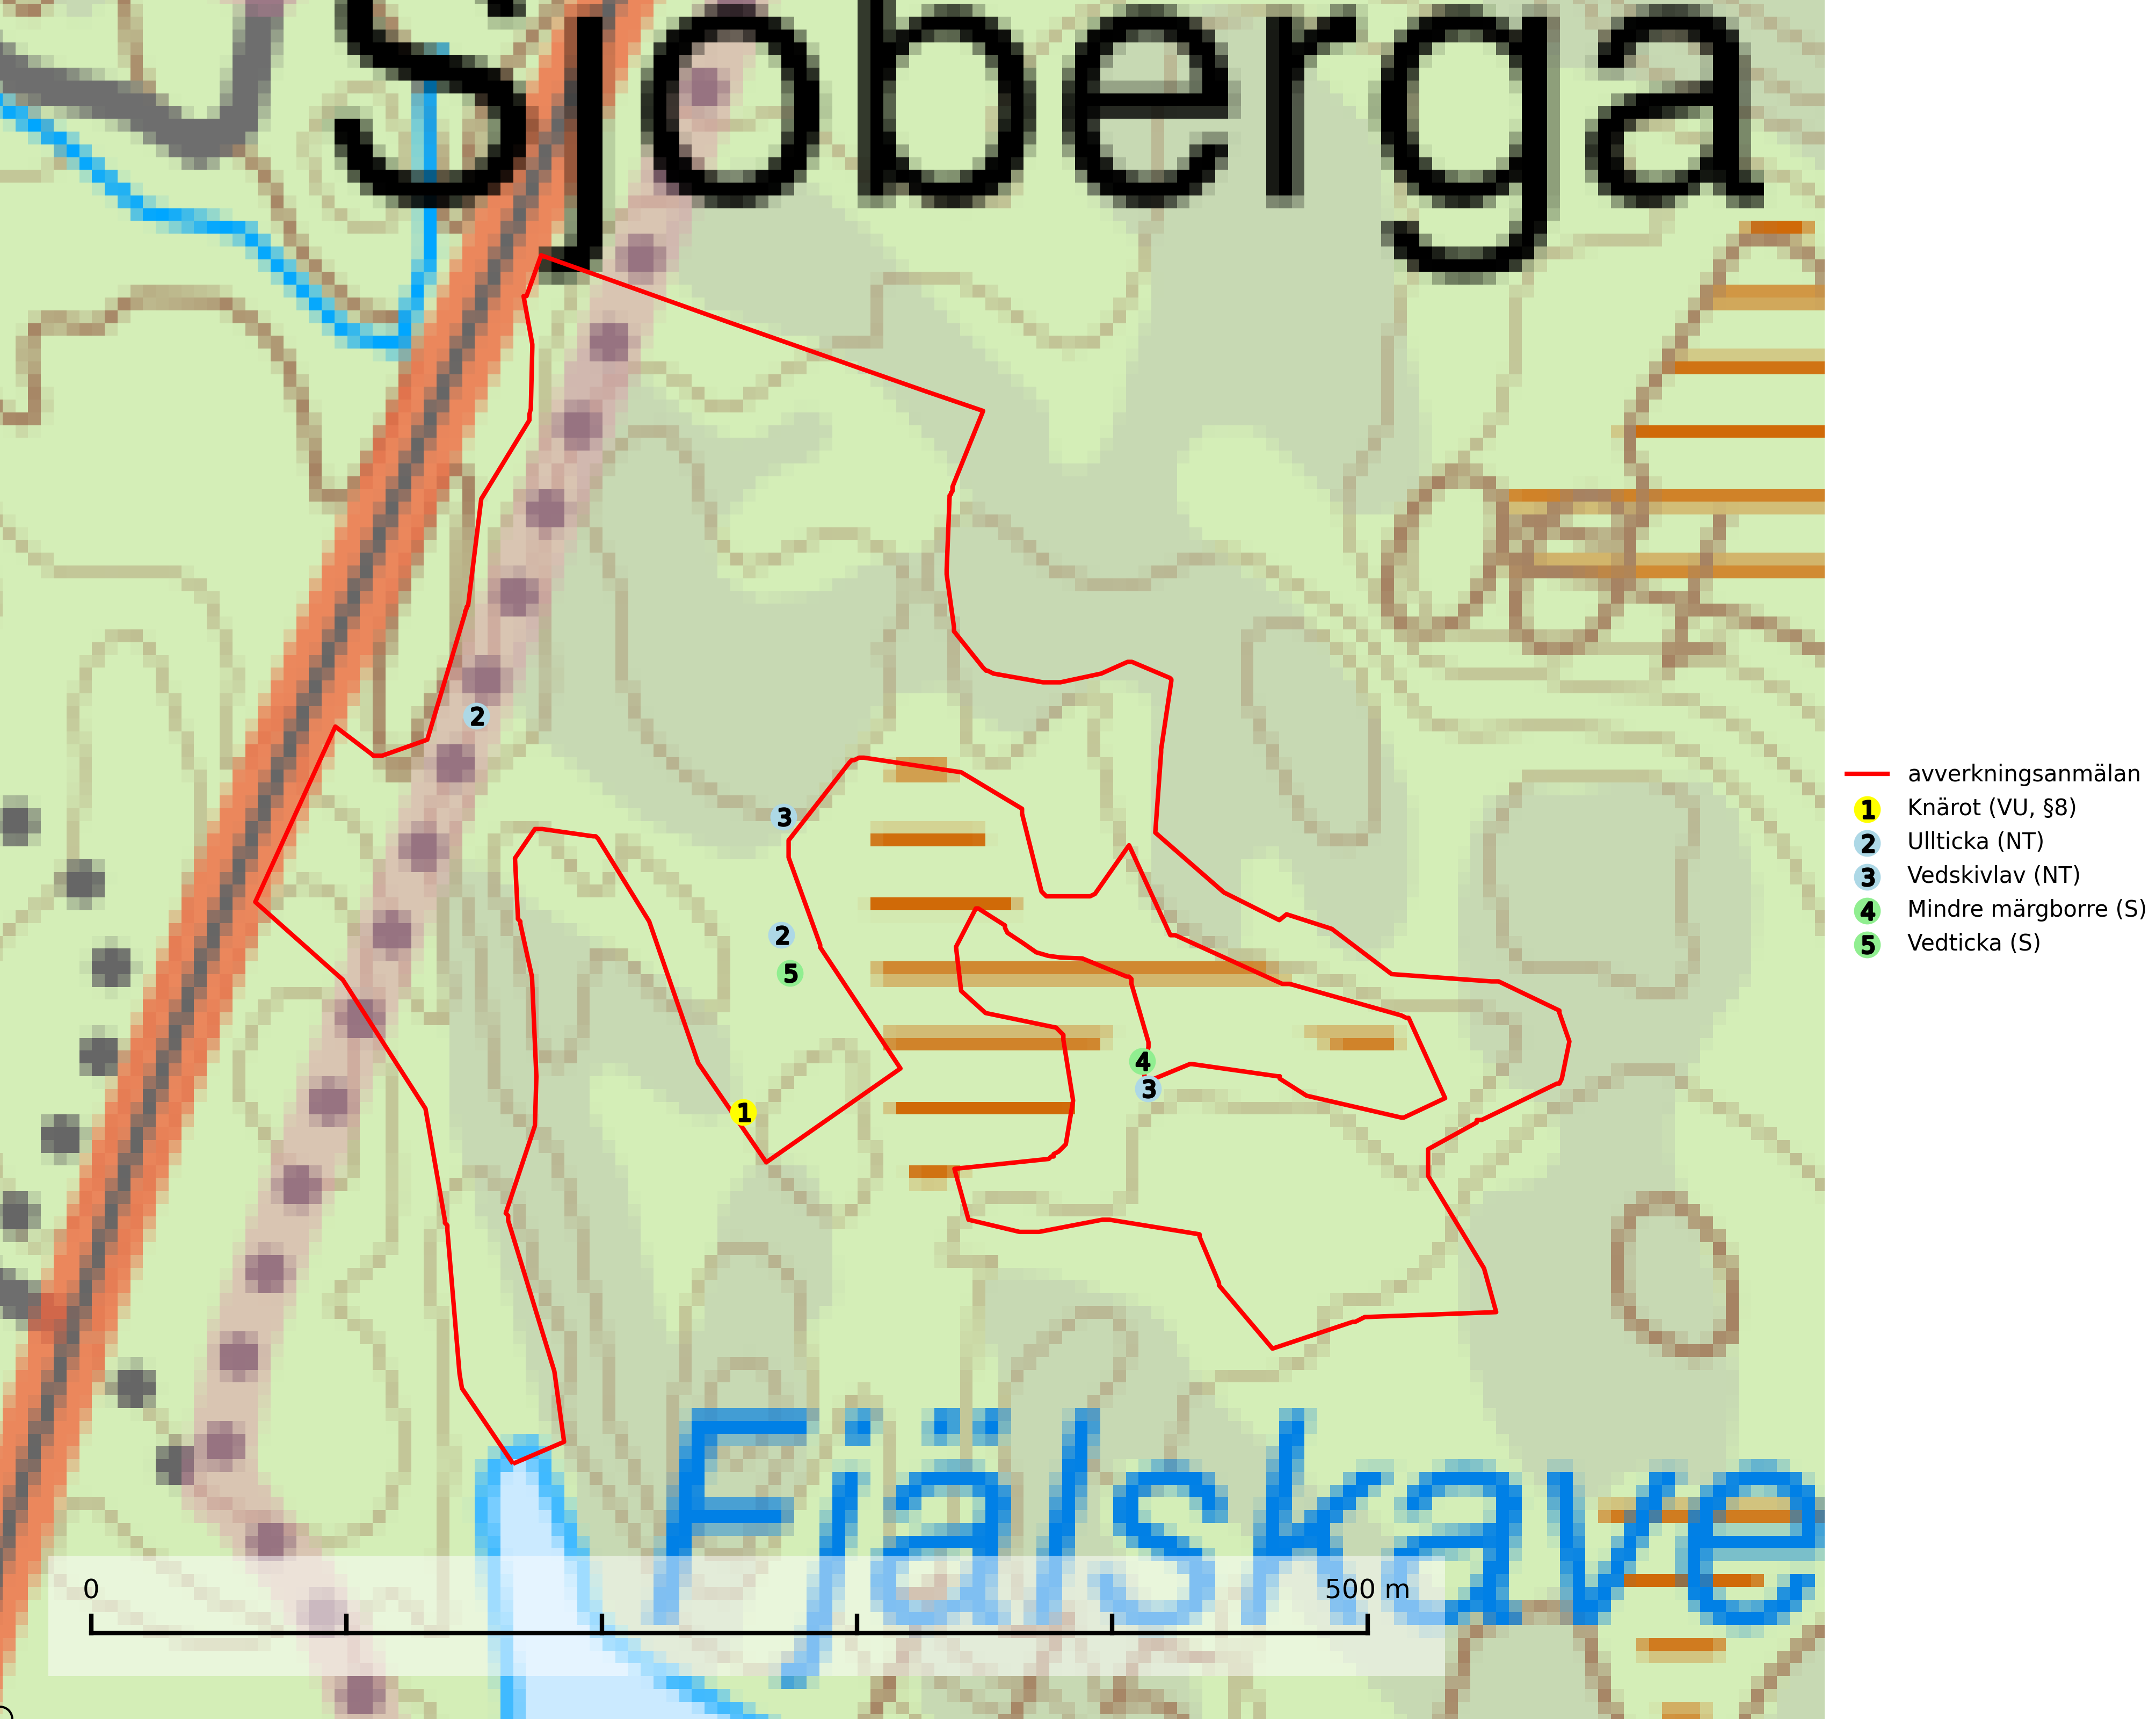 Sjöberga
2
3
2
5
4
3
1
Fjälskave
0 500 m
avverkningsanmälan
1 Knärot (VU, §8)
2 Ullticka (NT)
3 Vedskivlav (NT)
4 Mindre märgborre (S)
5 Vedticka (S)